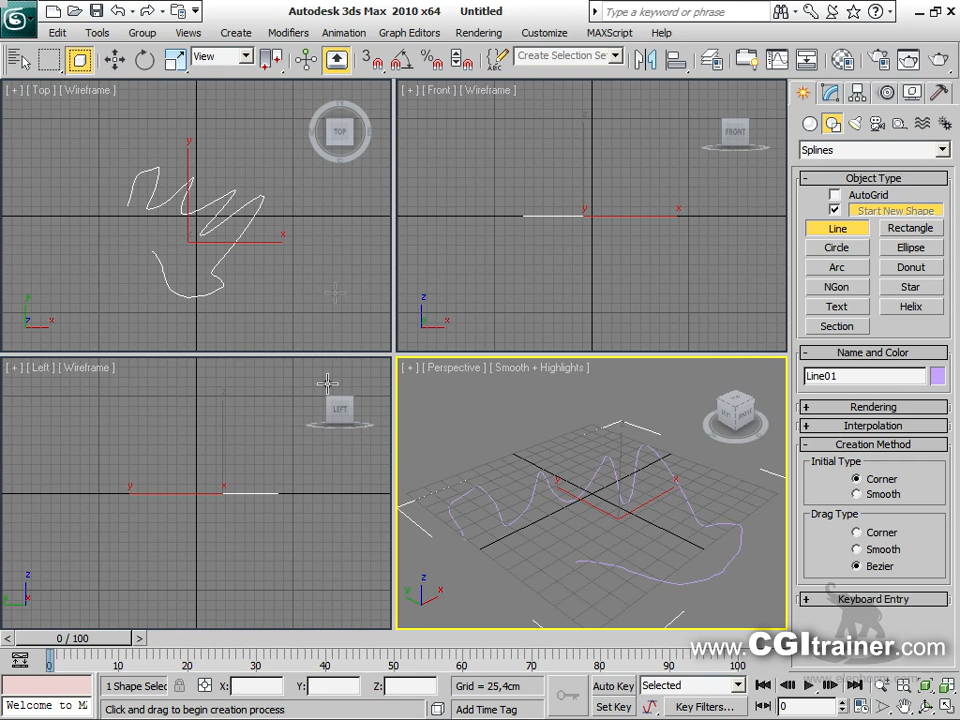 Autodesk 3ds Max 2010 x64 Untitled
Type a keyword or phrase
Edit Tools Group Views Create Modifiers Animation Graph Editors Rendering Customize MAXScript Help
View
3
ABC
Create Selection Se
[ + ] [ Top ] [ Wireframe ]
[ + ] [ Front ] [ Wireframe ]
TOP
FRONT
y
x
y
x
y
z
x
z
y
x
[ + ] [ Left ] [ Wireframe ]
[ + ] [ Perspective ] [ Smooth + Highlights ]
LEFT
y
x
y
x
z
y
x
z
y
x
Splines
- Object Type
AutoGrid
Start New Shape
Line Rectangle
Circle Ellipse
Arc Donut
NGon Star
Text Helix
Section
- Name and Color
Line01
+ Rendering
+ Interpolation
- Creation Method
Initial Type
Corner
Smooth
Drag Type
Corner
Smooth
Bezier
+ Keyboard Entry
< 0 / 100 >
www.CGItrainer.com
0 10 20 30 40 50 60 70 80 90 100
1 Shape Selec X: Y: Z: Grid = 25,4cm Auto Key Selected
Welcome to M Click and drag to begin creation process Add Time Tag Set Key Key Filters... 0